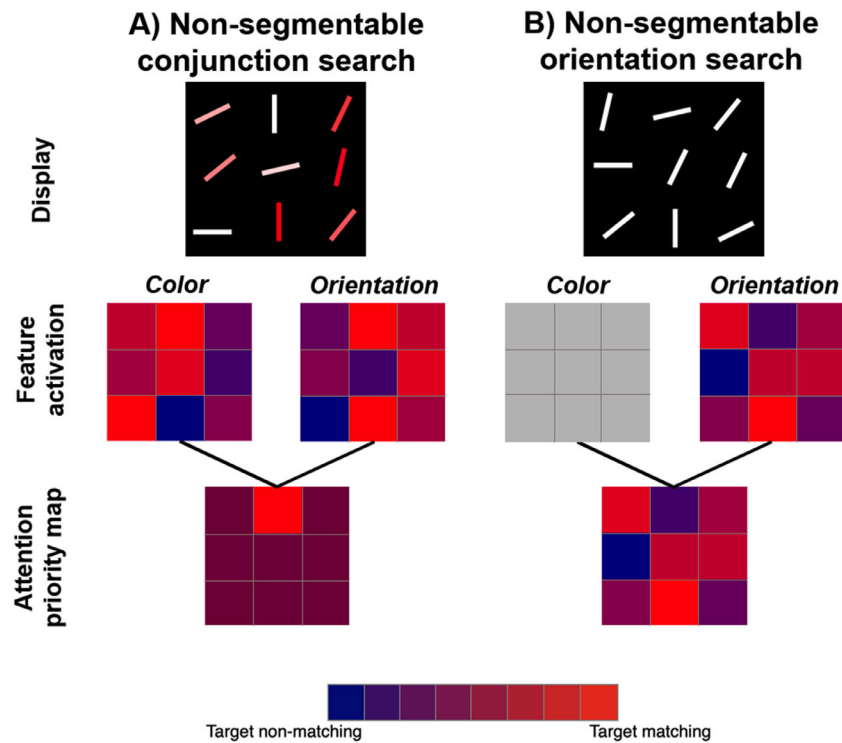 A) Non-segmentable
conjunction search
B) Non-segmentable
orientation search
Display
Color
Orientation
Color
Orientation
Feature
activation
Attention
priority map
Target non-matching
Target matching